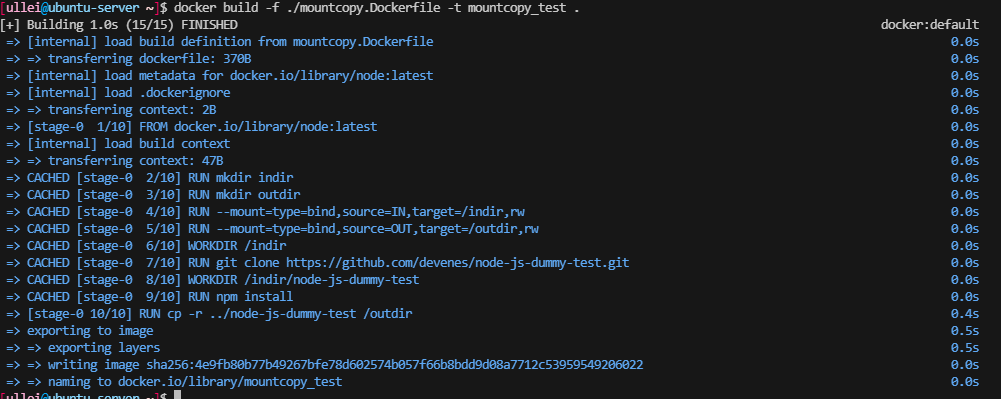 [ullei@ubuntu-server ~]$ docker build -f ./mountcopy.Dockerfile -t mountcopy_test .
[+] Building 1.0s (15/15) FINISHED docker:default
=> [internal] load build definition from mountcopy.Dockerfile 0.0s
=> => transferring dockerfile: 370B 0.0s
=> [internal] load metadata for docker.io/library/node:latest 0.0s
=> [internal] load .dockerignore 0.0s
=> => transferring context: 2B 0.0s
=> [stage-0 1/10] FROM docker.io/library/node:latest 0.0s
=> [internal] load build context 0.0s
=> => transferring context: 47B 0.0s
=> CACHED [stage-0 2/10] RUN mkdir indir 0.0s
=> CACHED [stage-0 3/10] RUN mkdir outdir 0.0s
=> CACHED [stage-0 4/10] RUN --mount=type=bind,source=IN,target=/indir,rw 0.0s
=> CACHED [stage-0 5/10] RUN --mount=type=bind,source=OUT,target=/outdir,rw 0.0s
=> CACHED [stage-0 6/10] WORKDIR /indir 0.0s
=> CACHED [stage-0 7/10] RUN git clone https://github.com/devenes/node-js-dummy-test.git 0.0s
=> CACHED [stage-0 8/10] WORKDIR /indir/node-js-dummy-test 0.0s
=> CACHED [stage-0 9/10] RUN npm install 0.0s
=> [stage-0 10/10] RUN cp -r ../node-js-dummy-test /outdir 0.4s
=> exporting to image 0.5s
=> => exporting layers 0.5s
=> => writing image sha256:4e9fb80b77b49267bfe78d602574b057f66b8bdd9d08a7712c53959549206022 0.0s
=> => naming to docker.io/library/mountcopy_test 0.0s
[ullei@ubuntu-server ~]$